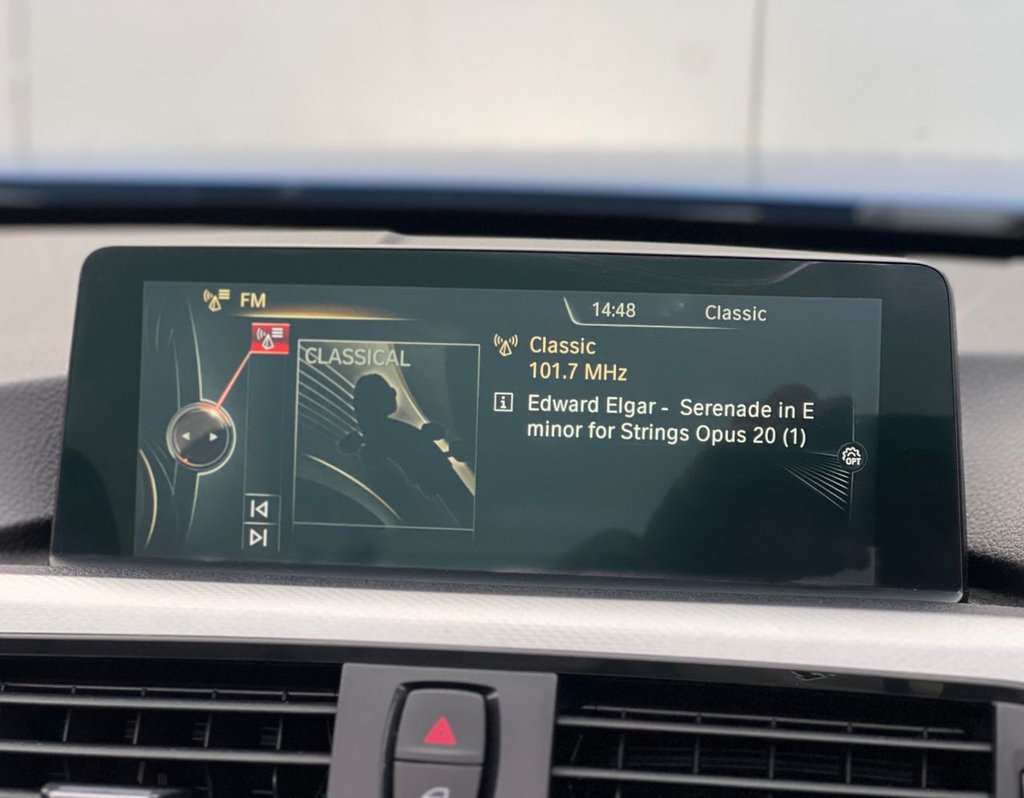 FM
14:48
Classic
CLASSICAL
Classic
101.7 MHz
Edward Elgar - Serenade in E
minor for Strings Opus 20 (1)
OPT